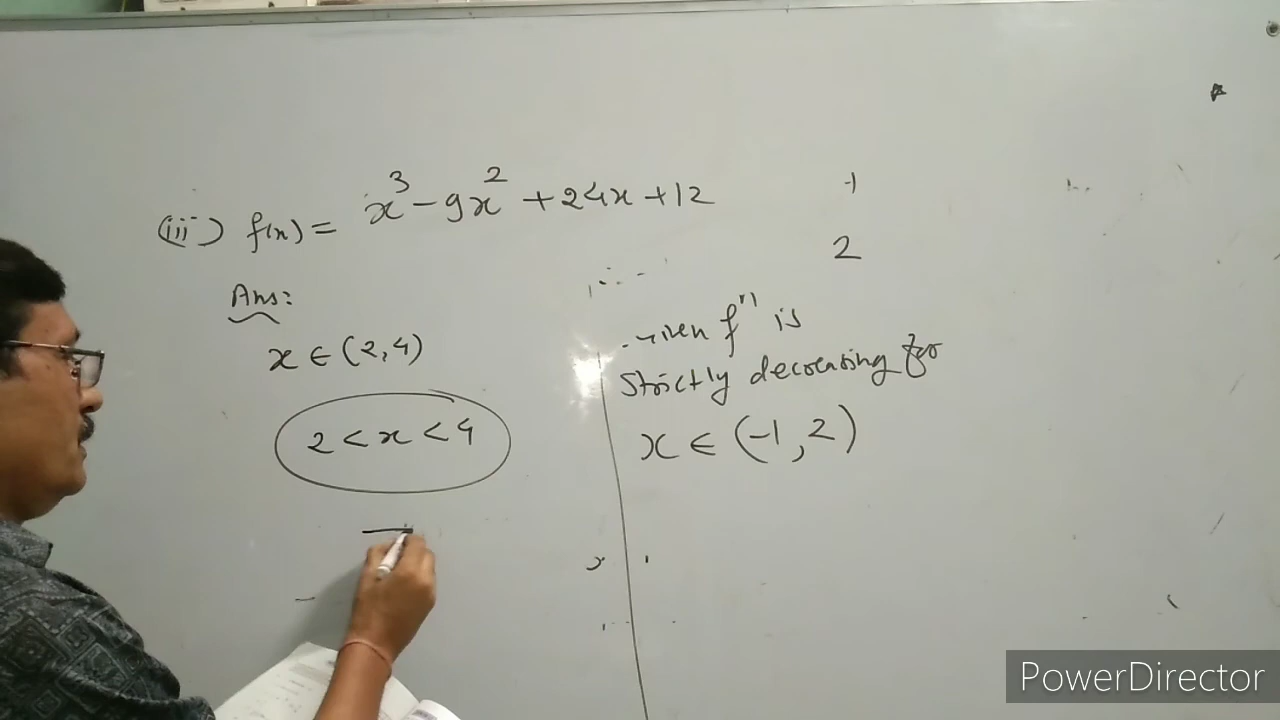 (iii) f(x) = x³ - 9x² + 24x + 12
Ans:
x ∈ (2,4)
2 < x < 4
-1
2
fⁿ is
strictly decreasing for
x ∈ (-1, 2)
PowerDirector